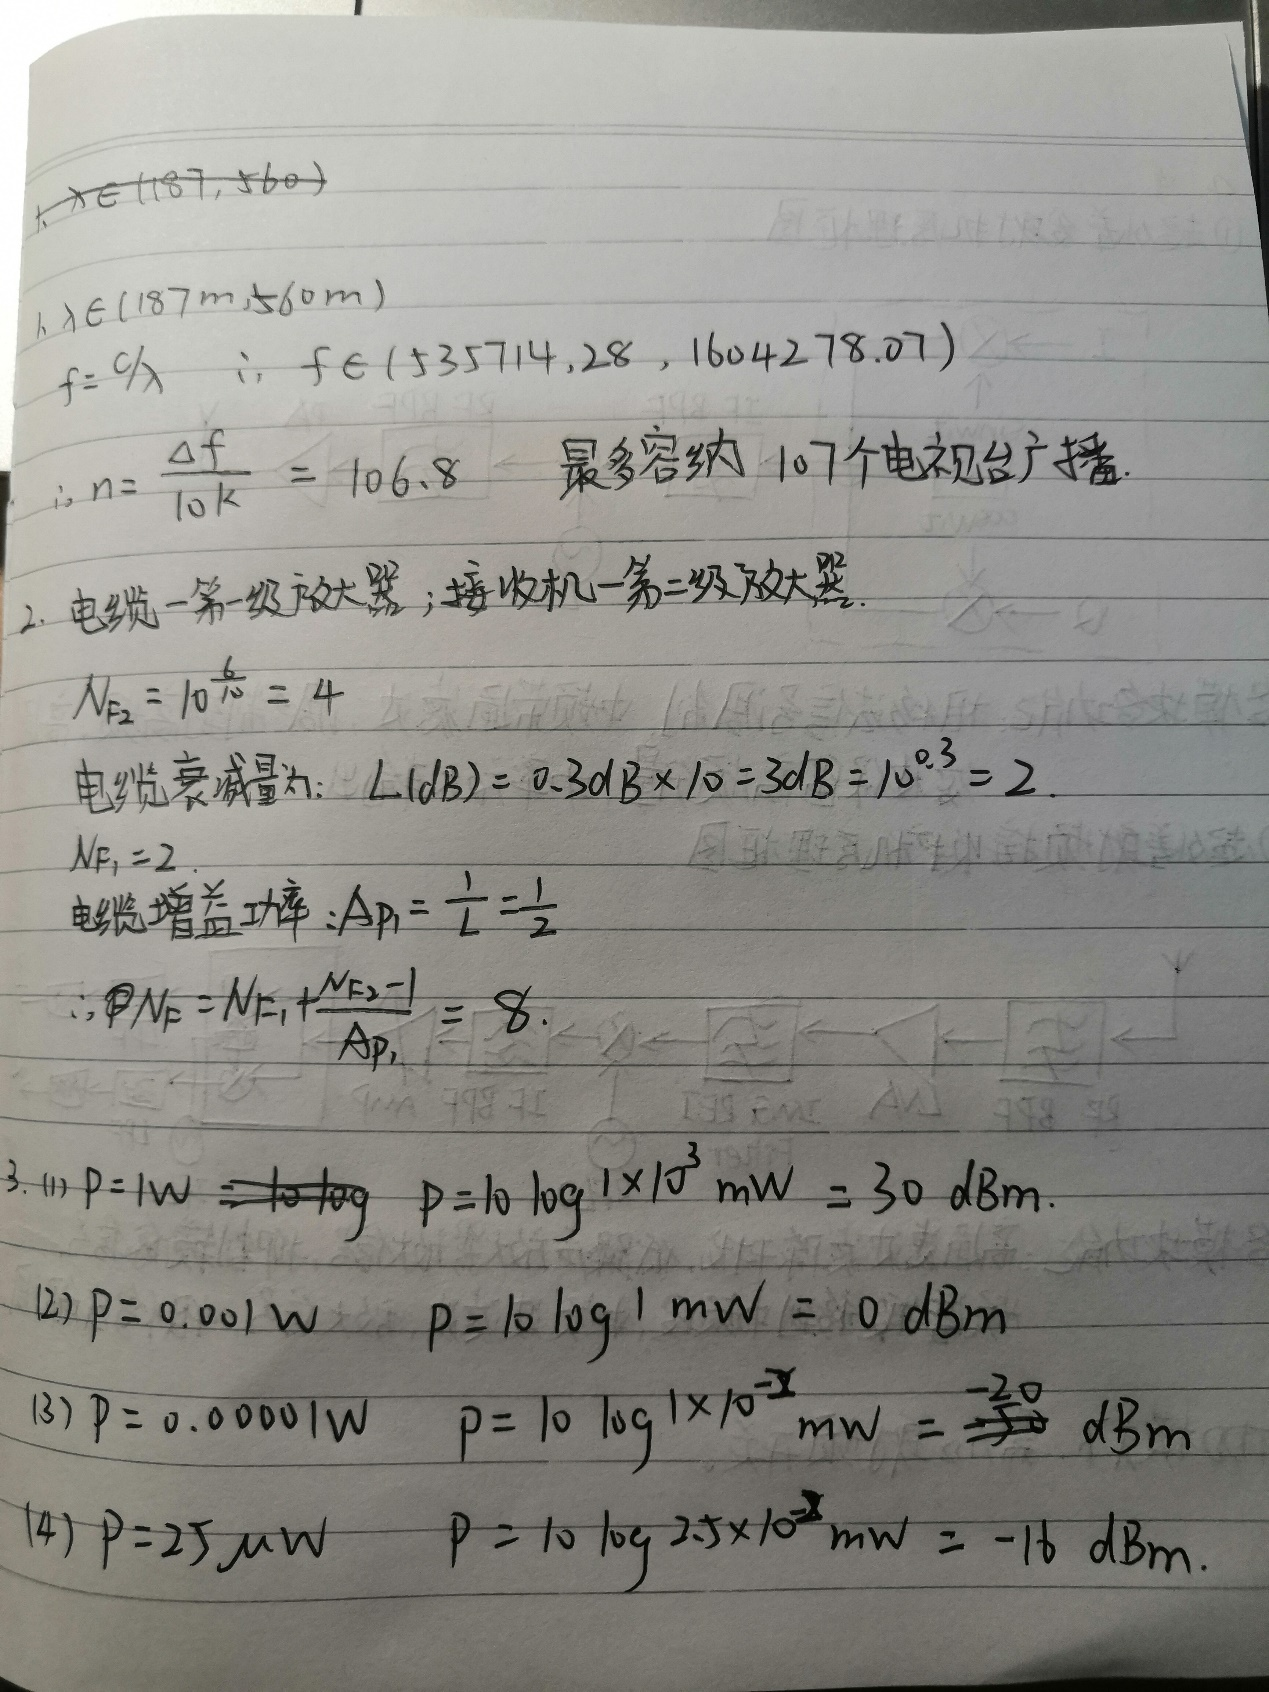 1. λ∈(187, 560)
1. λ∈(187m,560m)
f = c/λ ∴ f∈(535714.28, 1604278.07)
∴ n = Δf/10k = 106.8 最多容纳 107个电视台广播.
2. 电缆-第一级放大器;接收机-第二级放大器.
NF₂ = 10^(6/10) = 4
电缆衰减量为: L(dB) = 0.3dB × 10 = 3dB = 10^0.3 = 2.
NF₁ = 2.
电缆增益功率: Ap₁ = 1/L = 1/2
∴ NF = NF₁ + (NF₂-1)/Ap₁ = 8.
3. (1) P=1W = 10 log P=10 log 1×10³ mW = 30 dBm.
(2) P=0.001W P=10 log 1 mW = 0 dBm
(3) P=0.00001W P=10 log 1×10⁻² mW = -20 dBm
(4) P=25μW P=10 log 2.5×10⁻² mW = -16 dBm.